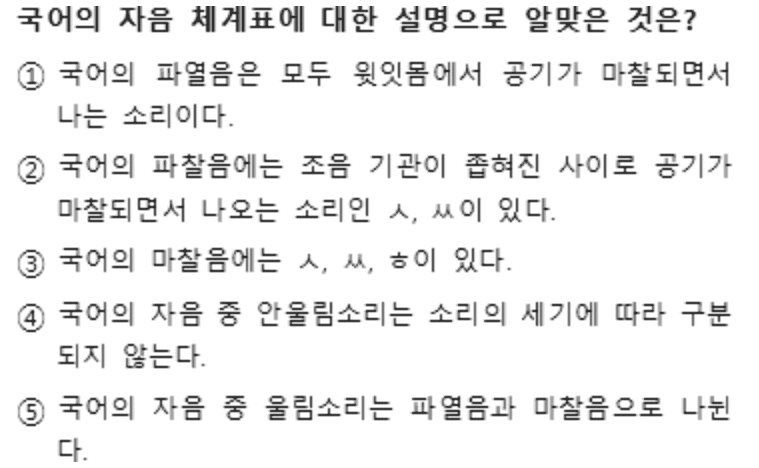 국어의 자음 체계표에 대한 설명으로 알맞은 것은?
① 국어의 파열음은 모두 윗잇몸에서 공기가 마찰되면서
나는 소리이다.
② 국어의 파찰음에는 조음 기관이 좁혀진 사이로 공기가
마찰되면서 나오는 소리인 ㅅ, ㅆ이 있다.
③ 국어의 마찰음에는 ㅅ, ㅆ, ㅎ이 있다.
④ 국어의 자음 중 안울림소리는 소리의 세기에 따라 구분
되지 않는다.
⑤ 국어의 자음 중 울림소리는 파열음과 마찰음으로 나뉜
다.